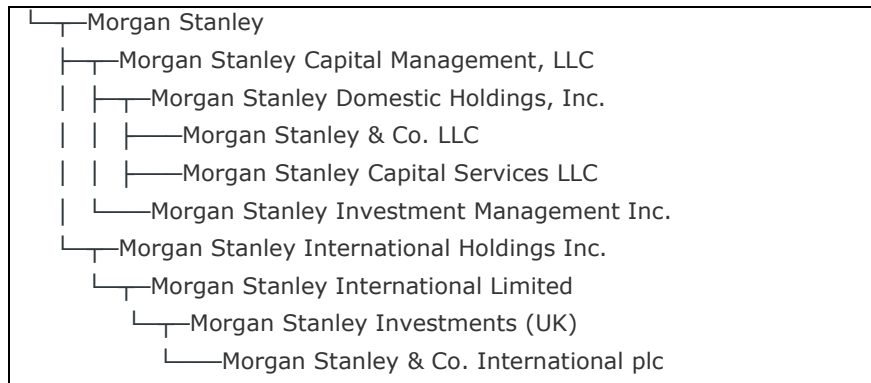 Morgan Stanley
Morgan Stanley Capital Management, LLC
Morgan Stanley Domestic Holdings, Inc.
Morgan Stanley & Co. LLC
Morgan Stanley Capital Services LLC
Morgan Stanley Investment Management Inc.
Morgan Stanley International Holdings Inc.
Morgan Stanley International Limited
Morgan Stanley Investments (UK)
Morgan Stanley & Co. International plc